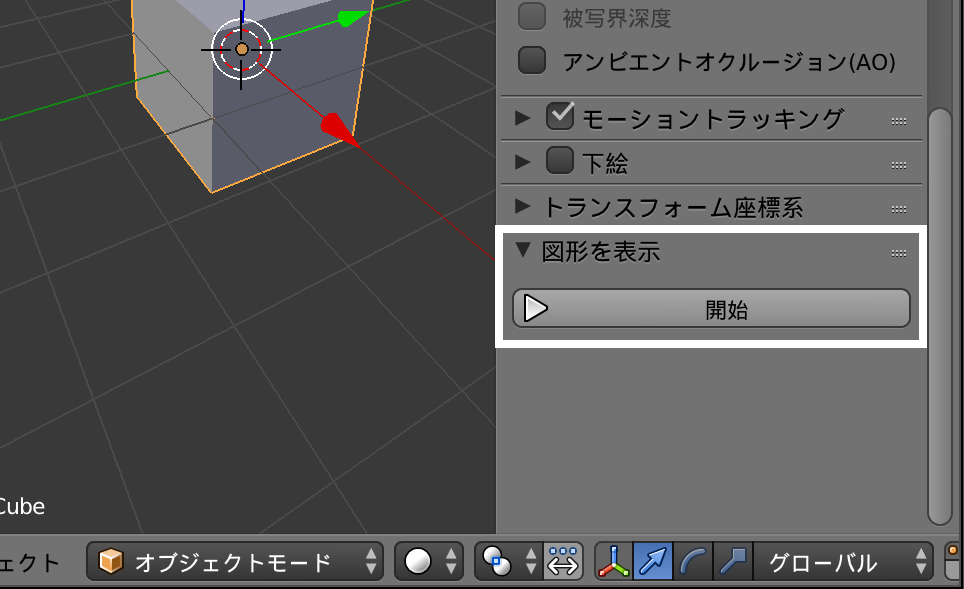 被写界深度
アンビエントオクルージョン(AO)
モーショントラッキング
下絵
トランスフォーム座標系
図形を表示
開始
Cube
ェクト
オブジェクトモード
グローバル